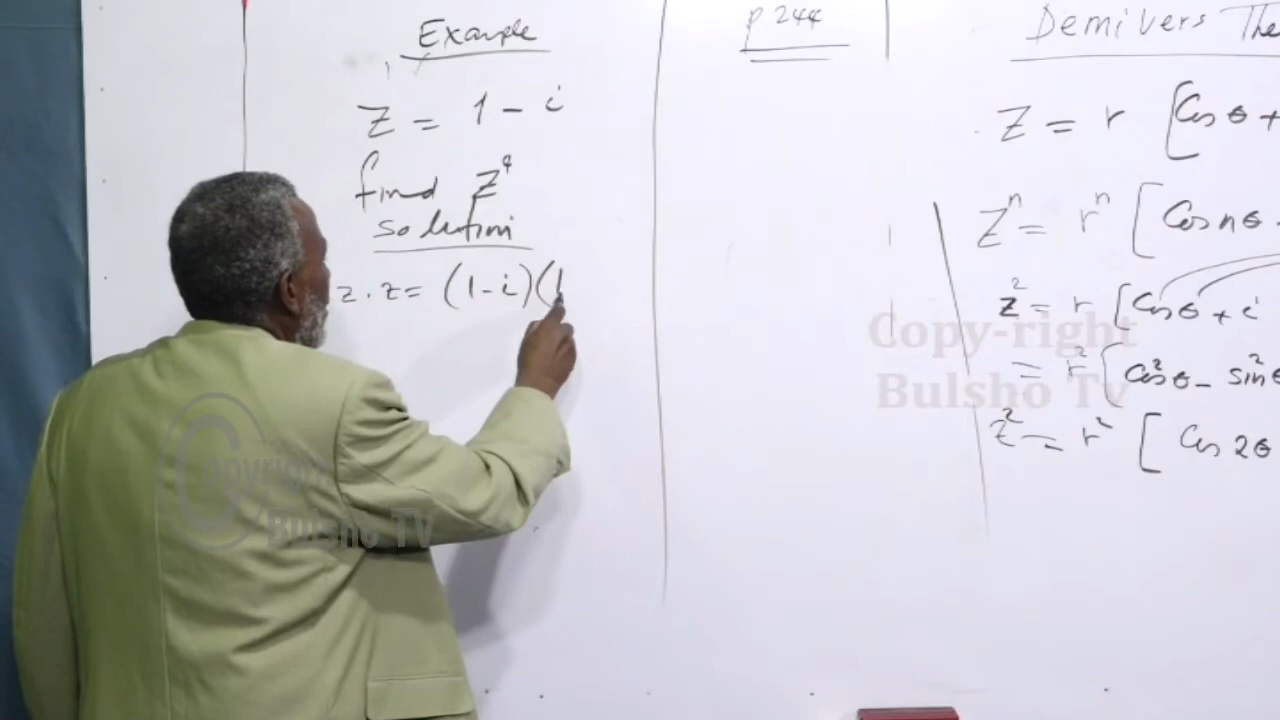 Example
z = 1 - i
find z⁴
solution
z . z = (1 - i)(1
p 244
Demivers The
z = r [Cos θ +
zⁿ = rⁿ [Cos nθ
z² = r [Cos θ + i
= r² {Cos²θ - sin²θ
z² = r² [Cos 2θ
Copy-right
Bulsho Tv
Copyright
Bulsho Tv